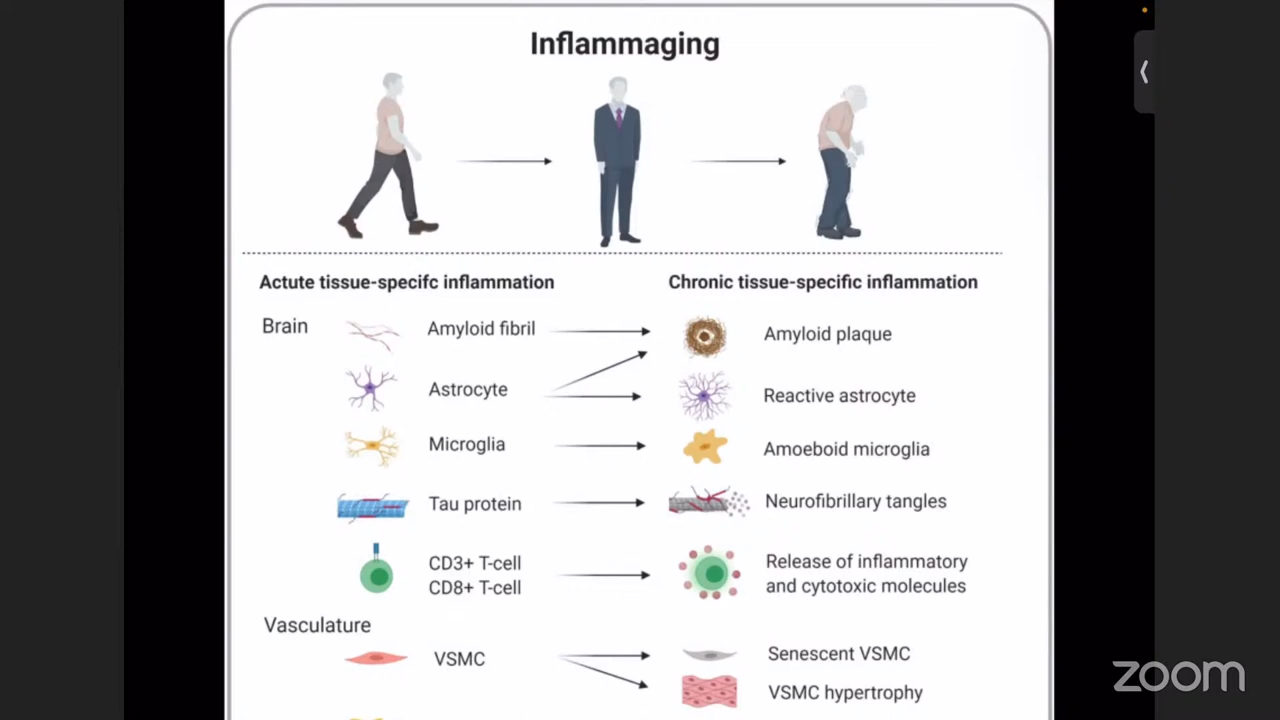 Inflammaging
Actute tissue-specifc inflammation
Chronic tissue-specific inflammation
Brain
Amyloid fibril
Amyloid plaque
Astrocyte
Reactive astrocyte
Microglia
Amoeboid microglia
Tau protein
Neurofibrillary tangles
CD3+ T-cell
CD8+ T-cell
Release of inflammatory
and cytotoxic molecules
Vasculature
VSMC
Senescent VSMC
VSMC hypertrophy
zoom